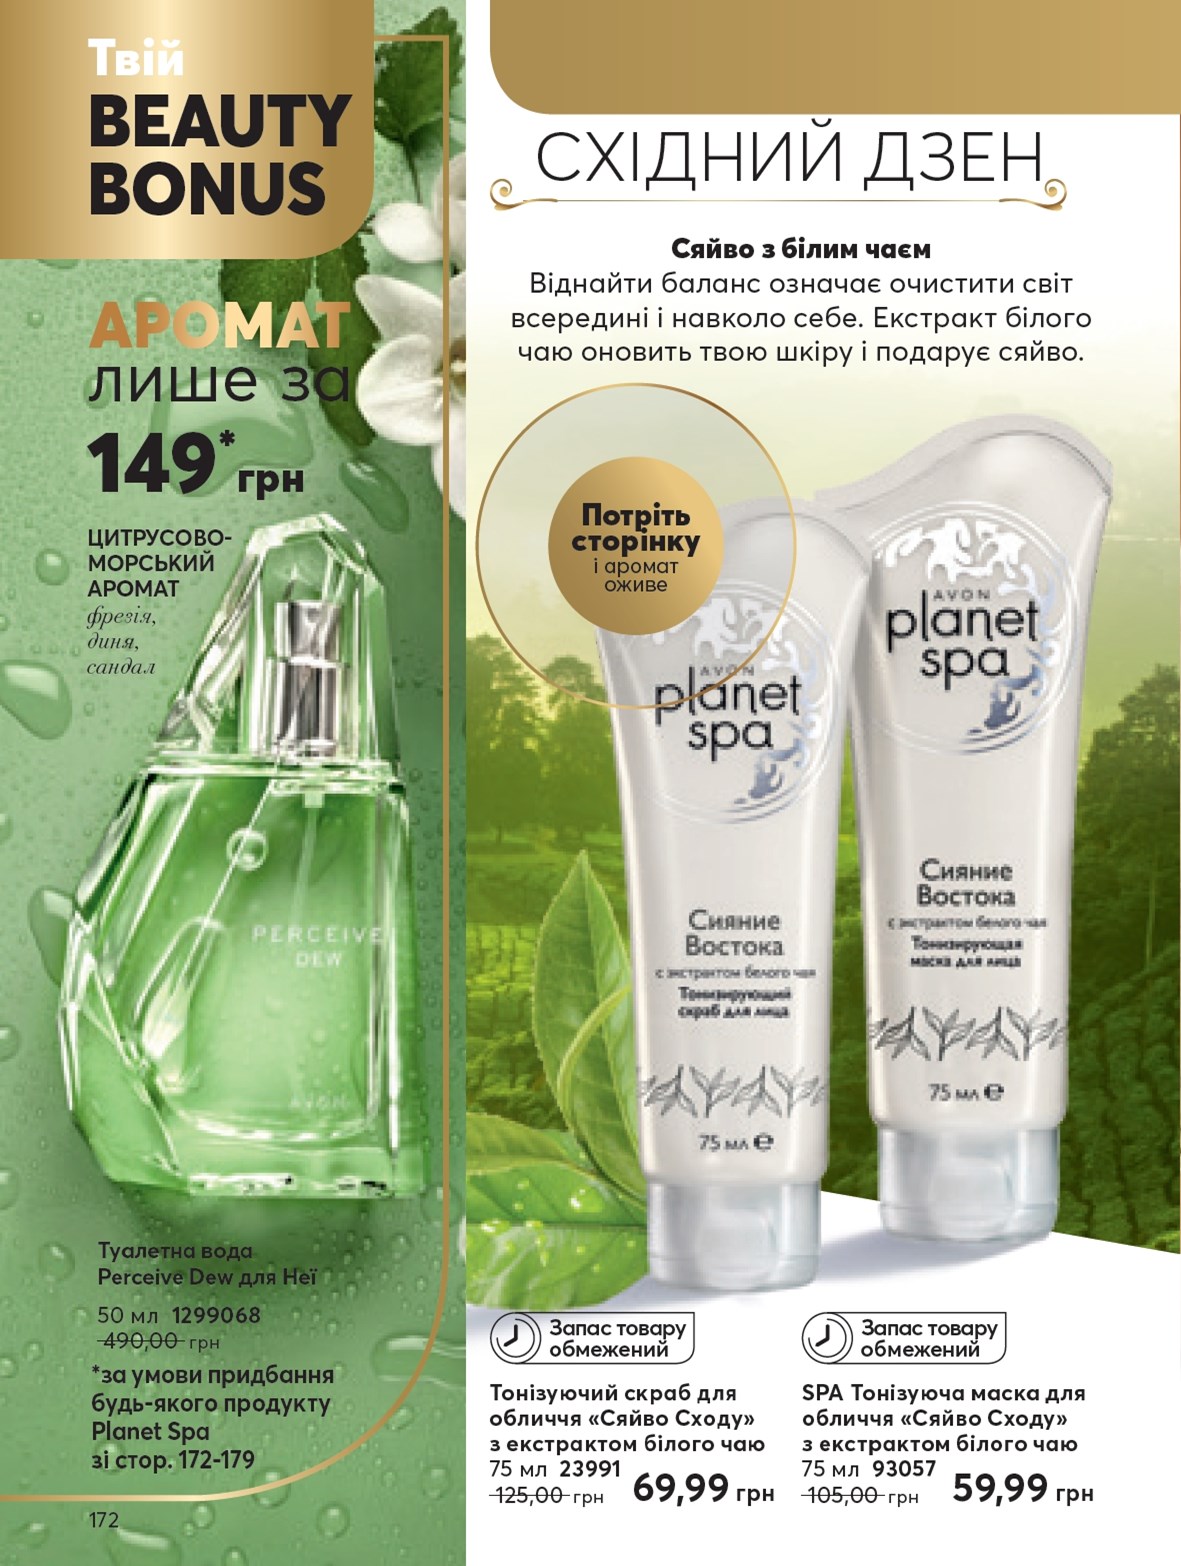 Твій
BEAUTY
BONUS
АРОМАТ
лише за
149* грн
ЦИТРУСОВО-
МОРСЬКИЙ
АРОМАТ
фрезія,
диня,
сандал
PERCEIVE
DEW
AVON
Туалетна вода
Perceive Dew для Неї
50 мл 1299068
490,00 грн
*за умови придбання
будь-якого продукту
Planet Spa
зі стор. 172-179
172
СХІДНИЙ ДЗЕН
Сяйво з білим чаєм
Віднайти баланс означає очистити світ
всередині і навколо себе. Екстракт білого
чаю оновить твою шкіру і подарує сяйво.
Потріть
сторінку
і аромат
оживе
AVON
planet
spa
Сияние
Востока
с экстрактом белого чая
Тонизирующий
скраб для лица
75 мл e
AVON
planet
spa
Сияние
Востока
с экстрактом белого чая
Тонизирующая
маска для лица
75 мл e
Запас товару
обмежений
Тонізуючий скраб для
обличчя «Сяйво Сходу»
з екстрактом білого чаю
75 мл 23991
125,00 грн 69,99 грн
Запас товару
обмежений
SPA Тонізуюча маска для
обличчя «Сяйво Сходу»
з екстрактом білого чаю
75 мл 93057
105,00 грн 59,99 грн